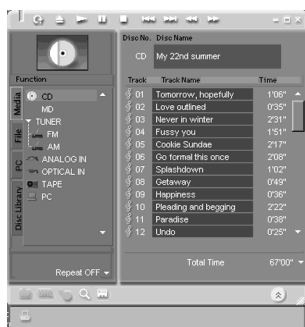 Disc No. Disc Name
CD My 22nd summer
Function
Track Track Name Time
Media
File
PC
Disc Library
CD
MD
TUNER
FM
AM
ANALOG IN
OPTICAL IN
TAPE
PC
01 Tomorrow, hopefully 1'06"
02 Love outlined 0'35"
03 Never in winter 2'31"
04 Fussy you 1'51"
05 Cookie Sundae 2'17"
06 Go formal this once 2'08"
07 Splashdown 1'02"
08 Getaway 0'49"
09 Happiness 0'36"
10 Pleading and begging 2'22"
11 Paradise 0'38"
12 Undo 0'25"
Repeat OFF
Total Time 67'00"